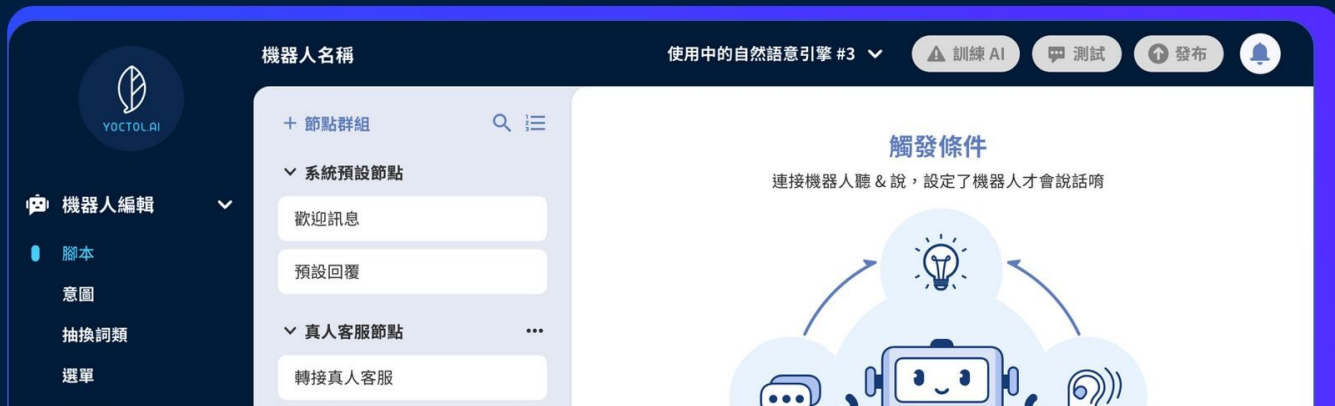 YOCTOL.AI
機器人名稱
使用中的自然語意引擎 #3
訓練 AI
測試
發布
機器人編輯
腳本
意圖
抽換詞類
選單
+ 節點群組
系統預設節點
歡迎訊息
預設回覆
真人客服節點
轉接真人客服
觸發條件
連接機器人聽 & 說，設定了機器人才會說話唷